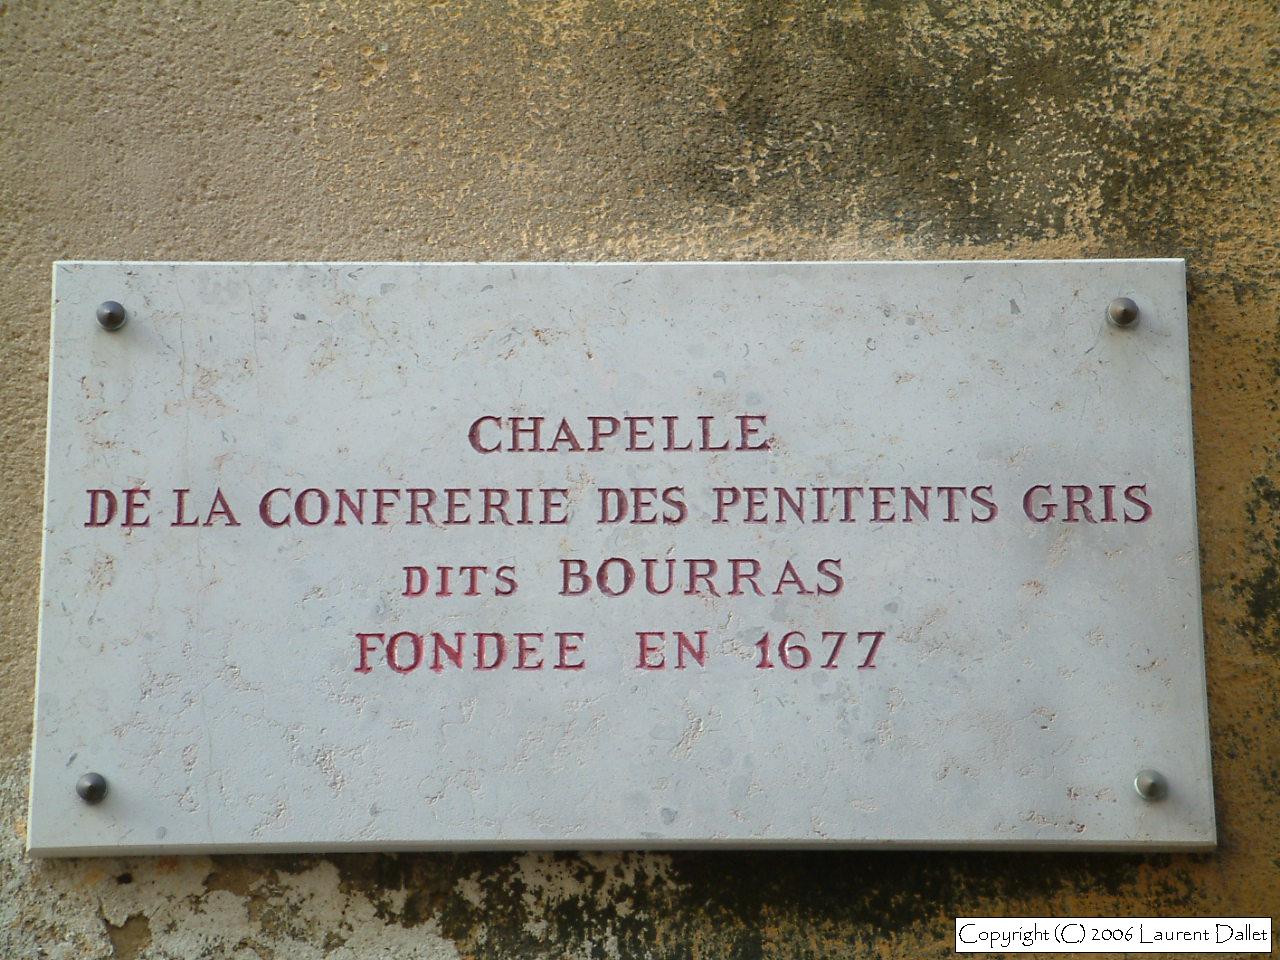 CHAPELLE
DE LA CONFRERIE DES PENITENTS GRIS
DITS BOURRAS
FONDEE EN 1677
Copyright (C) 2006 Laurent Dallet